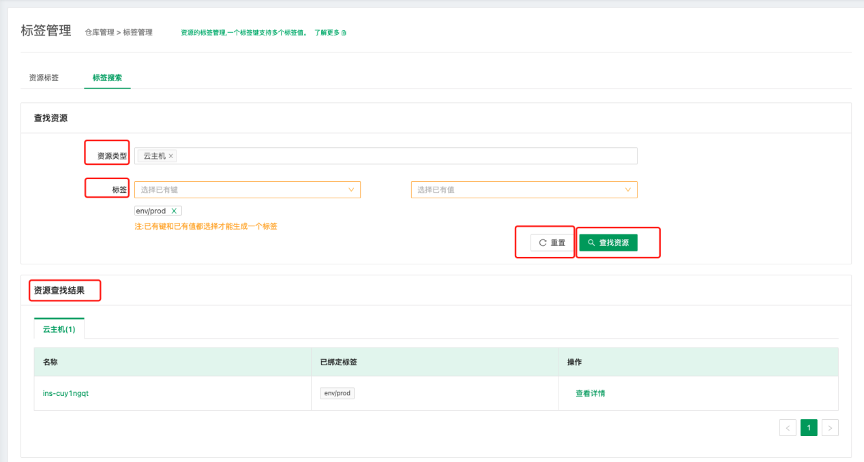 标签管理 仓库管理 > 标签管理 资源的标签管理,一个标签键支持多个标签值。 了解更多
资源标签 标签搜索
查找资源
资源类型 云主机 ×
标签 选择已有键 选择已有值
env/prod X
注:已有键和已有值都选择才能生成一个标签
重置 查找资源
资源查找结果
云主机(1)
名称 已绑定标签 操作
ins-cuy1ngqt env/prod 查看详情
< 1 >